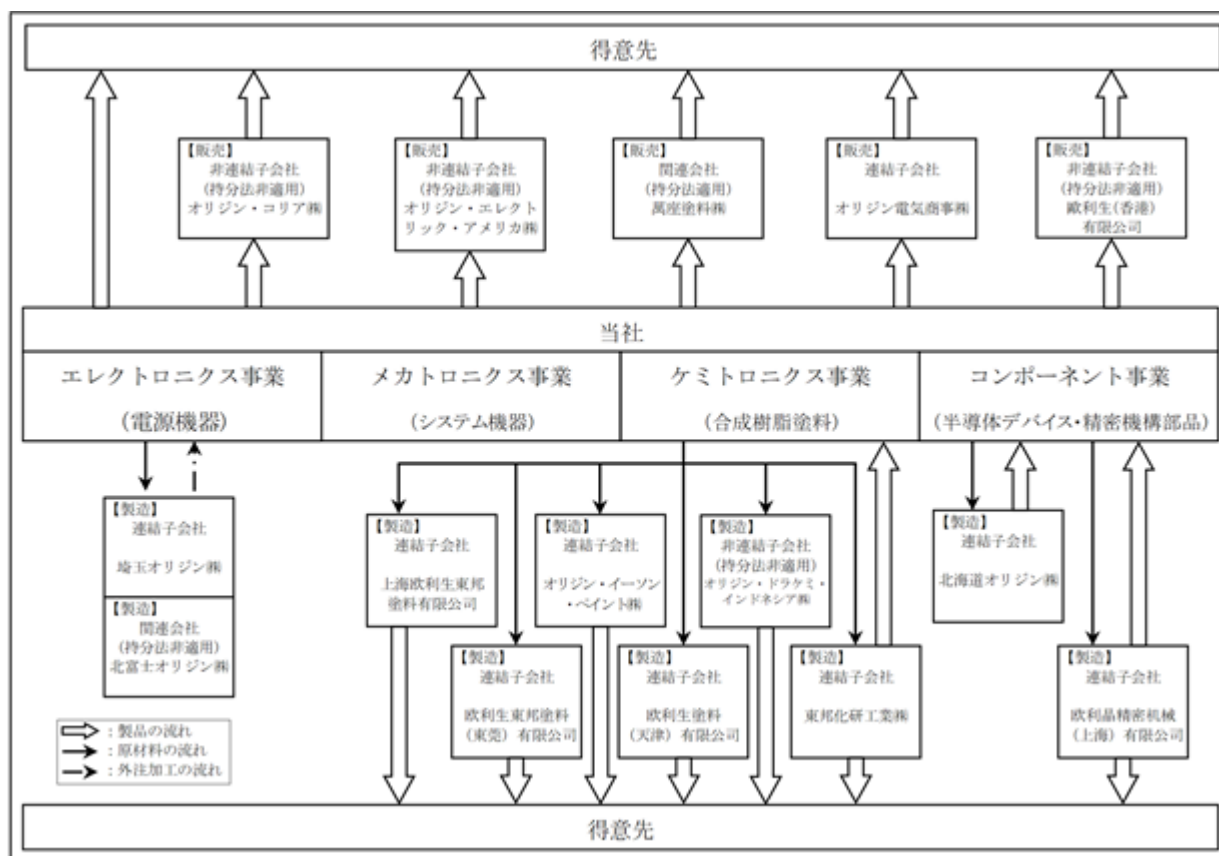 得意先
【販売】
非連結子会社
(持分法非適用)
オリジン・コリア㈱
【販売】
非連結子会社
(持分法非適用)
オリジン・エレクト
リック・アメリカ㈱
【販売】
関連会社
(持分法適用)
萬座塗料㈱
【販売】
連結子会社
オリジン電気商事㈱
【販売】
非連結子会社
(持分法非適用)
歐利生(香港)
有限公司
当社
エレクトロニクス事業
(電源機器)
メカトロニクス事業
(システム機器)
ケミトロニクス事業
(合成樹脂塗料)
コンポーネント事業
(半導体デバイス・精密機構部品)
【製造】
連結子会社
埼玉オリジン㈱
【製造】
関連会社
(持分法非適用)
北富士オリジン㈱
【製造】
連結子会社
上海欧利生東邦
塗料有限公司
【製造】
連結子会社
オリジン・イーソン
・ペイント㈱
【製造】
非連結子会社
(持分法非適用)
オリジン・ドラケミ・
インドネシア㈱
【製造】
連結子会社
北海道オリジン㈱
【製造】
連結子会社
欧利生東邦塗料
(東莞)有限公司
【製造】
連結子会社
欧利生塗料
(天津)有限公司
【製造】
連結子会社
東邦化研工業㈱
【製造】
連結子会社
欧利晶精密机械
(上海)有限公司
:製品の流れ
:原材料の流れ
:外注加工の流れ
得意先